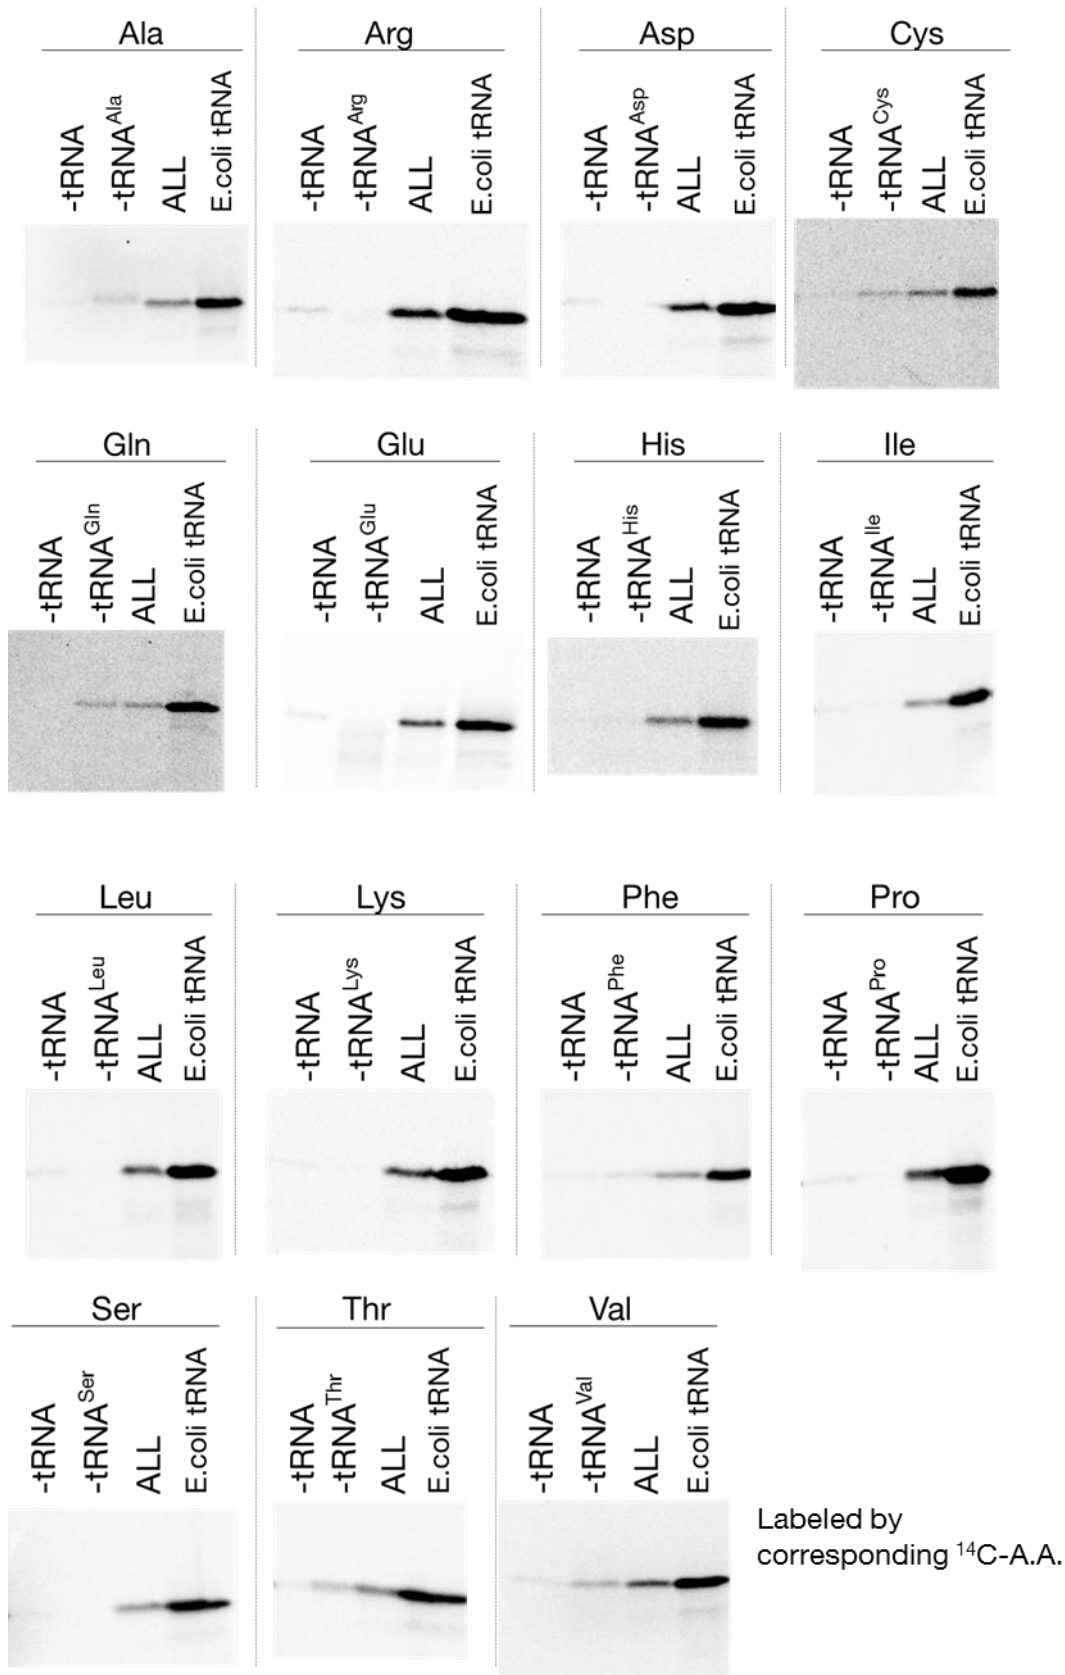 Ala Arg Asp Cys
-tRNA -tRNA^Ala ALL E.coli tRNA -tRNA -tRNA^Arg ALL E.coli tRNA -tRNA -tRNA^Asp ALL E.coli tRNA -tRNA -tRNA^Cys ALL E.coli tRNA
Gln Glu His Ile
-tRNA -tRNA^Gln ALL E.coli tRNA -tRNA -tRNA^Glu ALL E.coli tRNA -tRNA -tRNA^His ALL E.coli tRNA -tRNA -tRNA^Ile ALL E.coli tRNA
Leu Lys Phe Pro
-tRNA -tRNA^Leu ALL E.coli tRNA -tRNA -tRNA^Lys ALL E.coli tRNA -tRNA -tRNA^Phe ALL E.coli tRNA -tRNA -tRNA^Pro ALL E.coli tRNA
Ser Thr Val
-tRNA -tRNA^Ser ALL E.coli tRNA -tRNA -tRNA^Thr ALL E.coli tRNA -tRNA -tRNA^Val ALL E.coli tRNA
Labeled by
corresponding ¹⁴C-A.A.